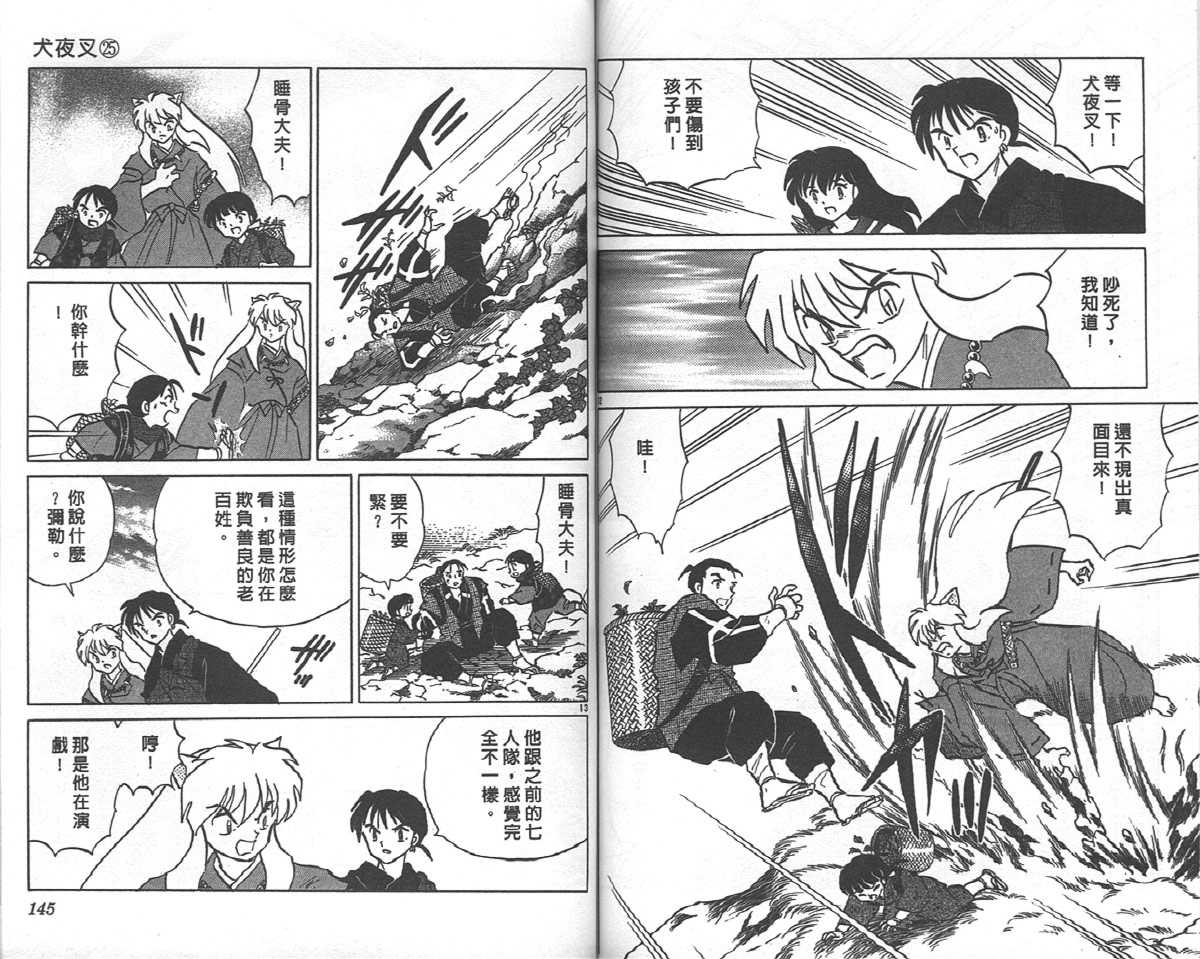 等一下！
犬夜叉！
不要傷到
孩子們！
吵死了，
我知道！
還不現出真
面目來！
哇！
犬夜叉㉕
睡骨大夫！
你幹什麼
！
睡骨大夫！
要不要
緊？
這種情形怎麼
看，都是你在
欺負善良的老
百姓。
你說什麼
？彌勒。
13
他跟之前的七
人隊，感覺完
全不一樣。
哼！
那是他在演
戲！
145